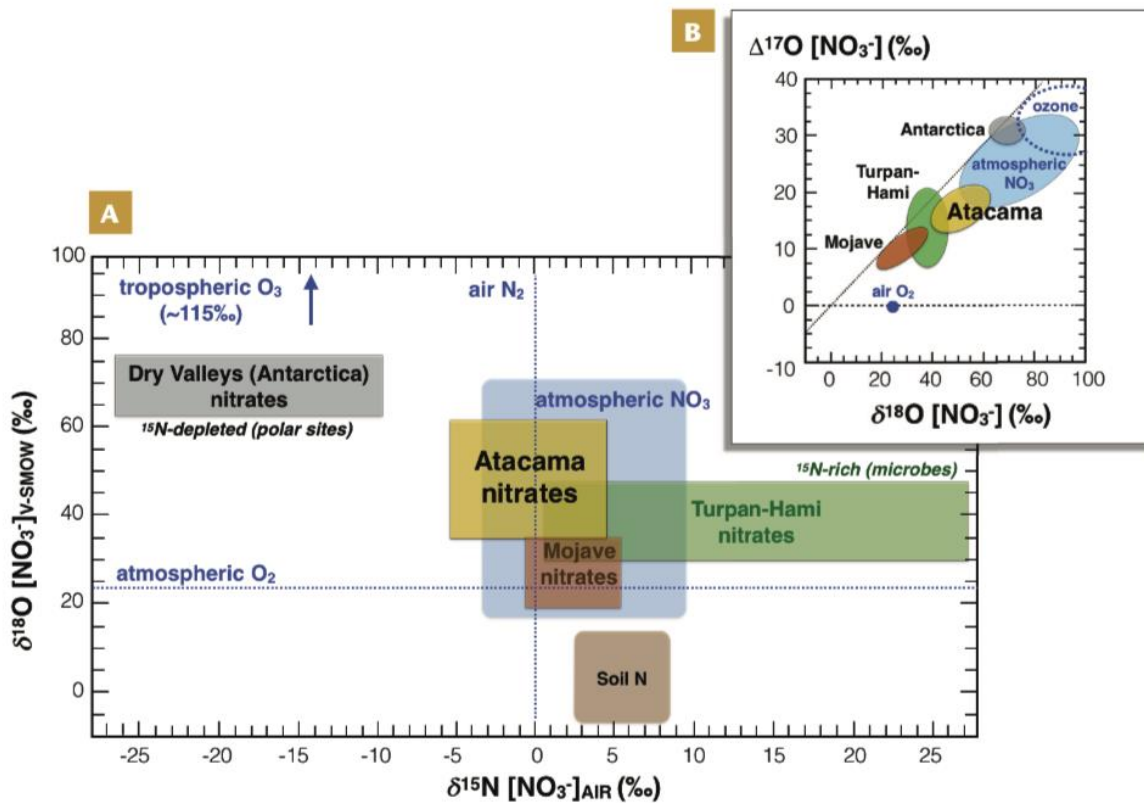 B
Δ¹⁷O [NO₃⁻] (‰)
40
30
20
10
0
-10
ozone
Antarctica
atmospheric
NO₃
Turpan-
Hami
Atacama
Mojave
air O₂
0
20
40
60
80
100
δ¹⁸O [NO₃⁻] (‰)
A
100
80
60
40
20
0
δ¹⁸O [NO₃⁻]V-SMOW (‰)
tropospheric O₃
(~115‰)
air N₂
Dry Valleys (Antarctica)
nitrates
¹⁵N-depleted (polar sites)
atmospheric NO₃
Atacama
nitrates
¹⁵N-rich (microbes)
Turpan-Hami
nitrates
Mojave
nitrates
atmospheric O₂
Soil N
-25
-20
-15
-10
-5
0
5
10
15
20
25
δ¹⁵N [NO₃⁻]AIR (‰)